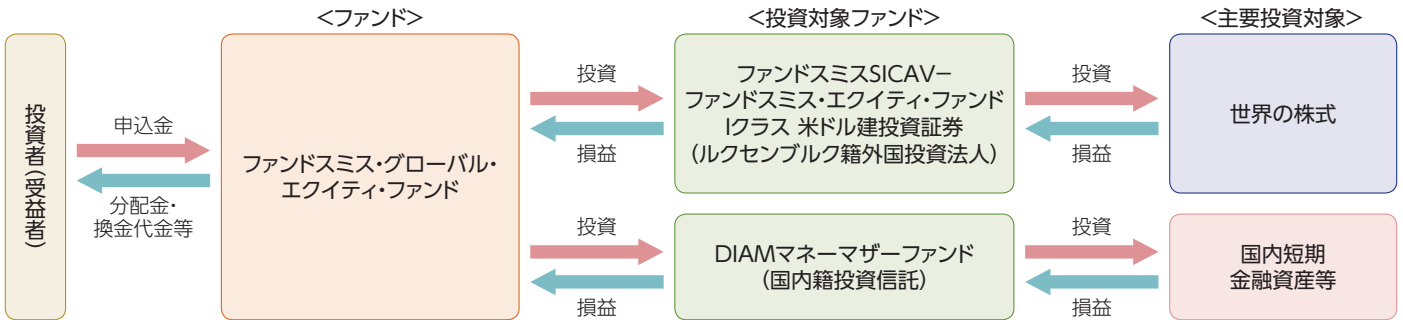 <ファンド>
<投資対象ファンド>
<主要投資対象>
投資者(受益者)
申込金
分配金・
換金代金等
ファンドスミス・グローバル・
エクイティ・ファンド
投資
損益
ファンドスミスSICAV−
ファンドスミス・エクイティ・ファンド
Iクラス 米ドル建投資証券
(ルクセンブルク籍外国投資法人)
投資
損益
世界の株式
投資
損益
DIAMマネーマザーファンド
(国内籍投資信託)
投資
損益
国内短期
金融資産等